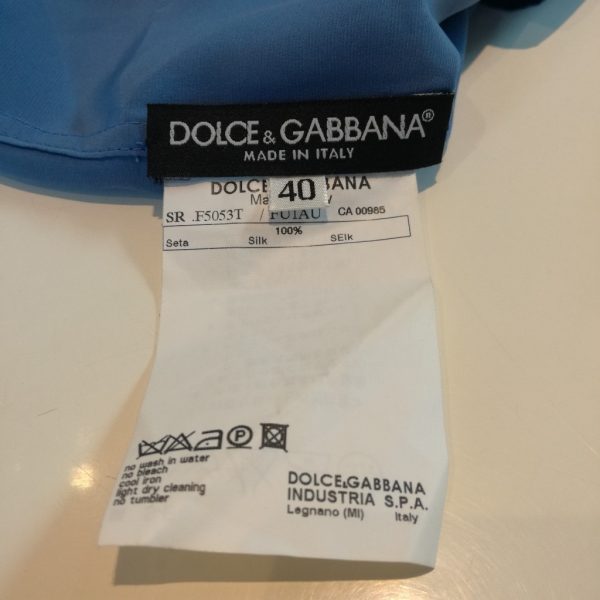 DOLCE & GABBANA®
MADE IN ITALY
40
SR .F5053T / FU1AU CA 00985
100%
Seta Silk SEIk
no wash in water
no bleach
cool iron
light dry cleaning
no tumbler
DOLCE&GABBANA
INDUSTRIA S.P.A.
Legnano (MI) Italy